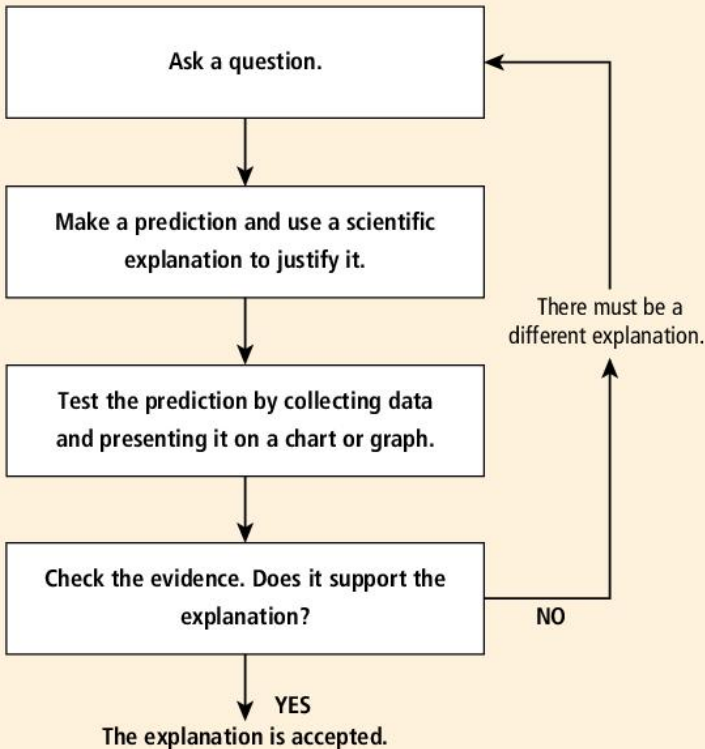 Ask a question.
Make a prediction and use a scientific
explanation to justify it.
There must be a
different explanation.
Test the prediction by collecting data
and presenting it on a chart or graph.
Check the evidence. Does it support the
explanation?
NO
YES
The explanation is accepted.